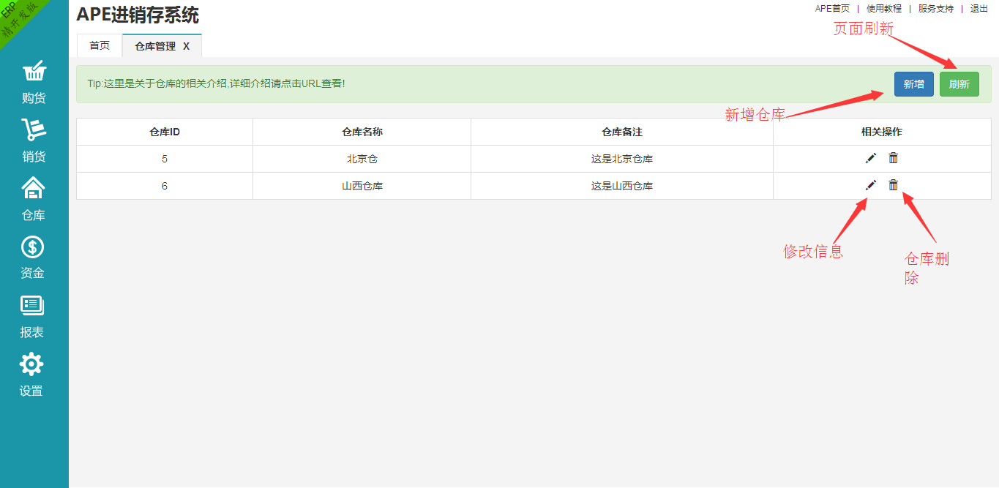 ERP
精开发版
APE进销存系统
APE首页 | 使用教程 | 服务支持 | 退出
页面刷新
首页
仓库管理 X
Tip:这里是关于仓库的相关介绍,详细介绍请点击URL查看!
新增
刷新
新增仓库
仓库ID 仓库名称 仓库备注 相关操作
5 北京仓 这是北京仓库
6 山西仓库 这是山西仓库
修改信息
仓库删
除
购货
销货
仓库
资金
报表
设置